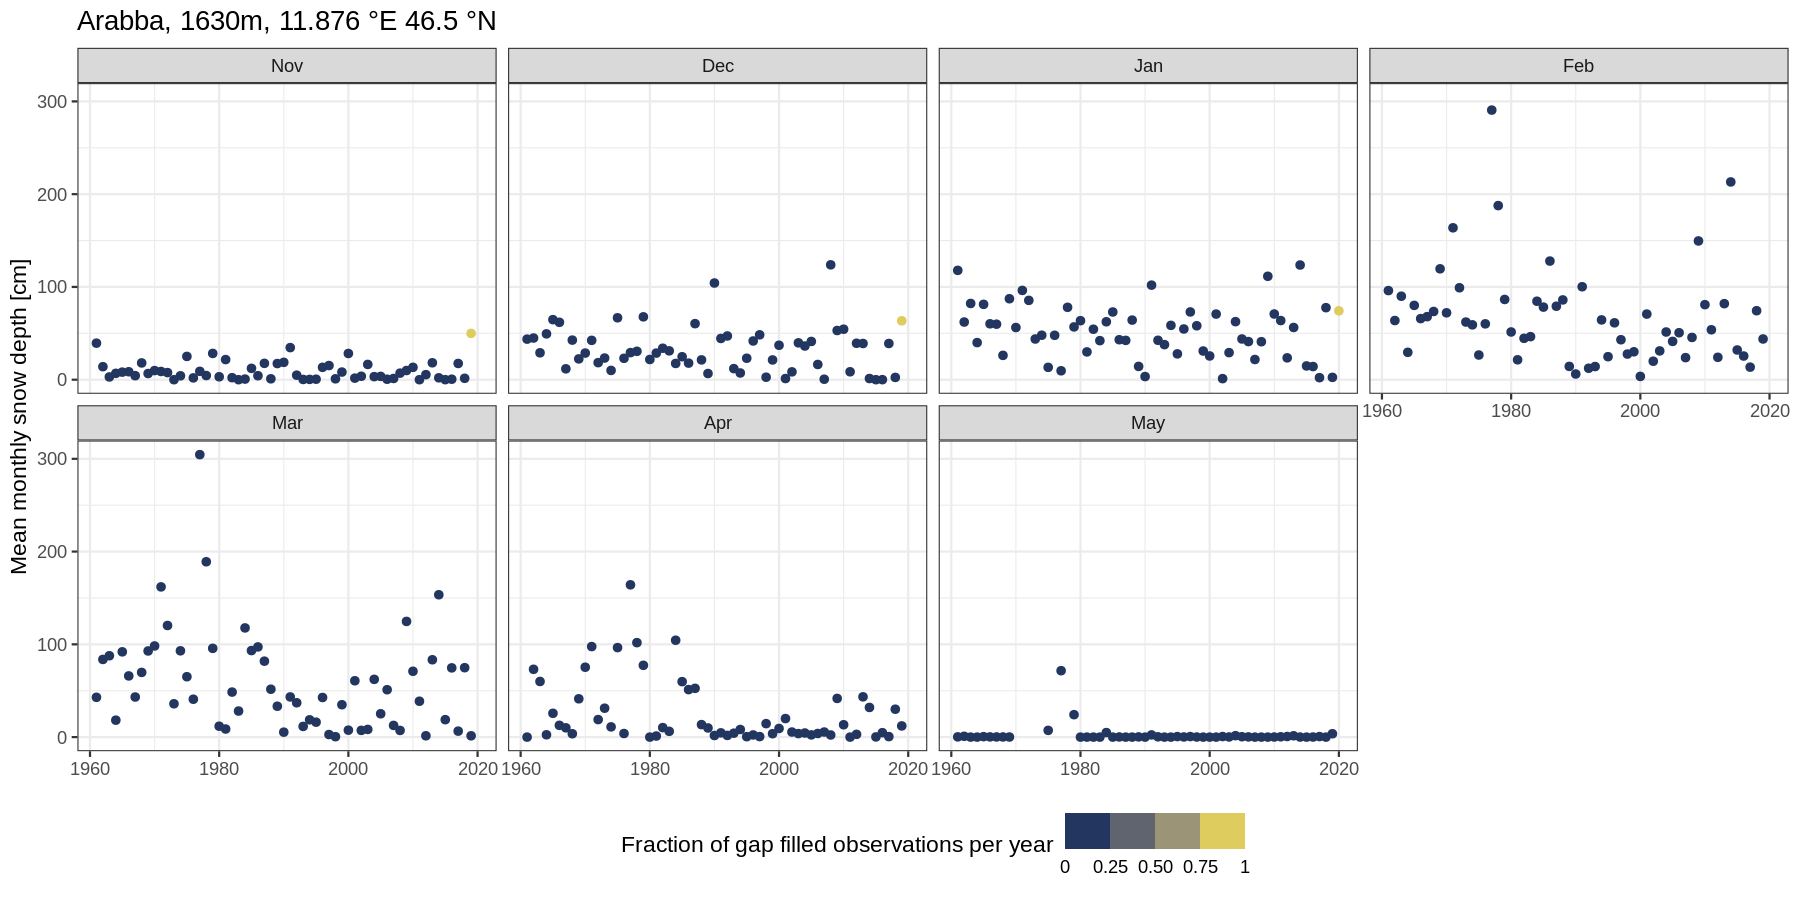 Arabba, 1630m, 11.876 °E 46.5 °N
Nov
Dec
Jan
Feb
300
200
100
0
1960 1980 2000 2020
Mean monthly snow depth [cm]
Mar
Apr
May
300
200
100
0
1960 1980 2000 2020 1960 1980 2000 2020 1960 1980 2000 2020
Fraction of gap filled observations per year
0 0.25 0.50 0.75 1